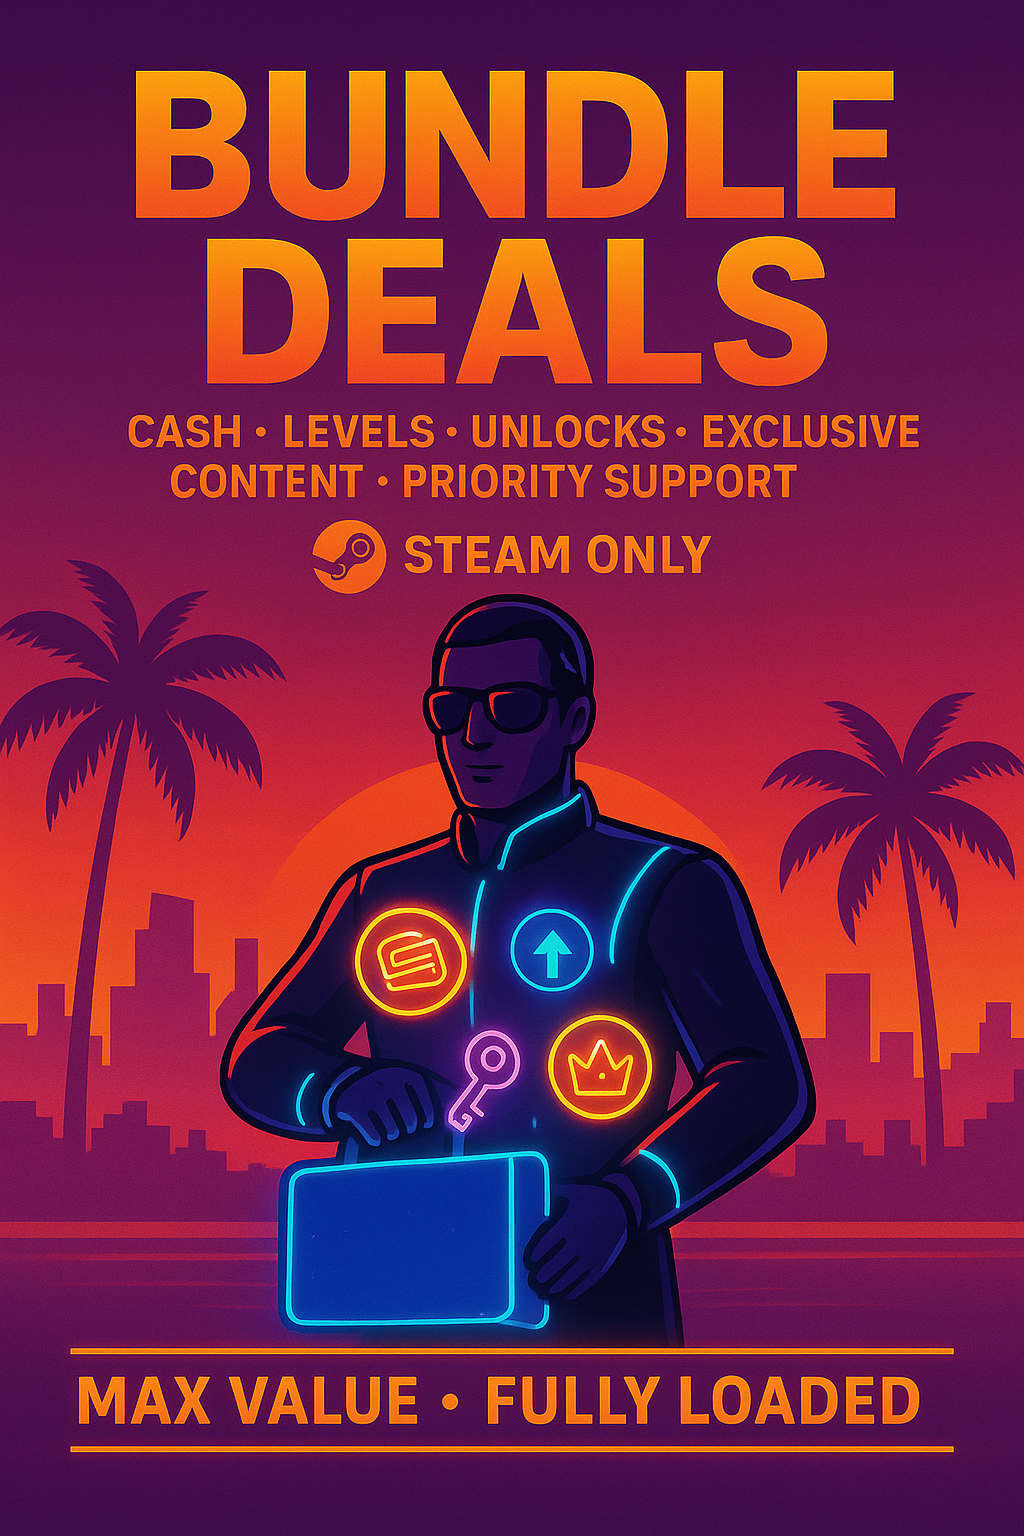 BUNDLE
DEALS
CASH • LEVELS • UNLOCKS • EXCLUSIVE
CONTENT • PRIORITY SUPPORT
STEAM ONLY
MAX VALUE • FULLY LOADED